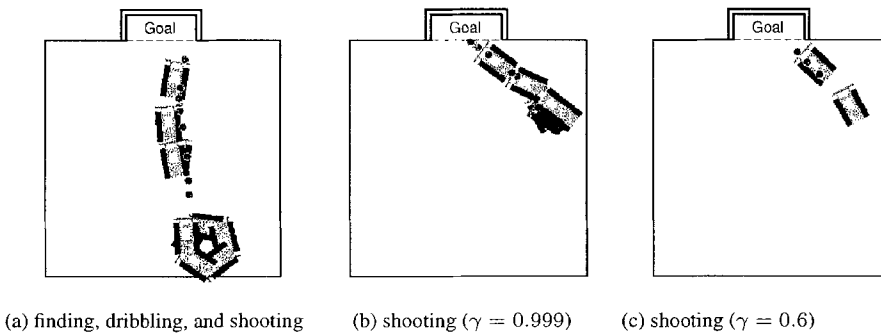 Goal
Goal
Goal
(a) finding, dribbling, and shooting
(b) shooting (γ = 0.999)
(c) shooting (γ = 0.6)